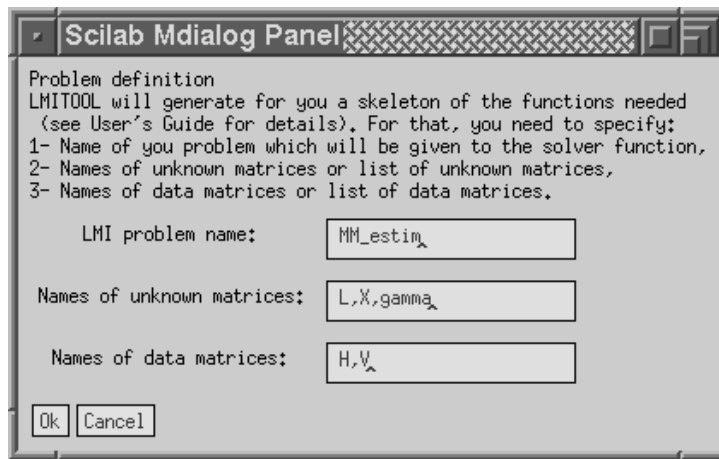 Scilab Mdialog Panel
Problem definition
LMITOOL will generate for you a skeleton of the functions needed
(see User's Guide for details). For that, you need to specify:
1- Name of you problem which will be given to the solver function,
2- Names of unknown matrices or list of unknown matrices,
3- Names of data matrices or list of data matrices.
LMI problem name: MM_estim
Names of unknown matrices: L,X,gamma
Names of data matrices: H,V
Ok Cancel